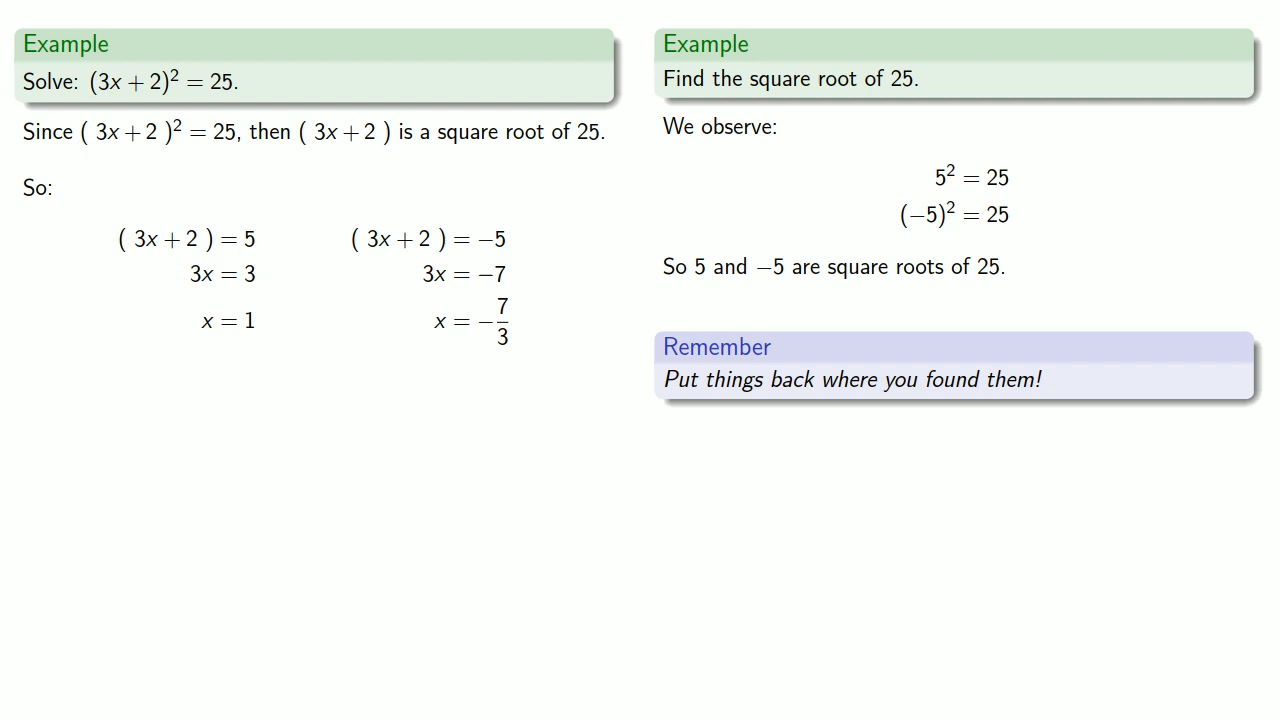 Example
Solve: (3x + 2)² = 25.
Since ( 3x + 2 )² = 25, then ( 3x + 2 ) is a square root of 25.
So:
( 3x + 2 ) = 5
3x = 3
x = 1
( 3x + 2 ) = −5
3x = −7
x = −7/3
Example
Find the square root of 25.
We observe:
5² = 25
(−5)² = 25
So 5 and −5 are square roots of 25.
Remember
Put things back where you found them!